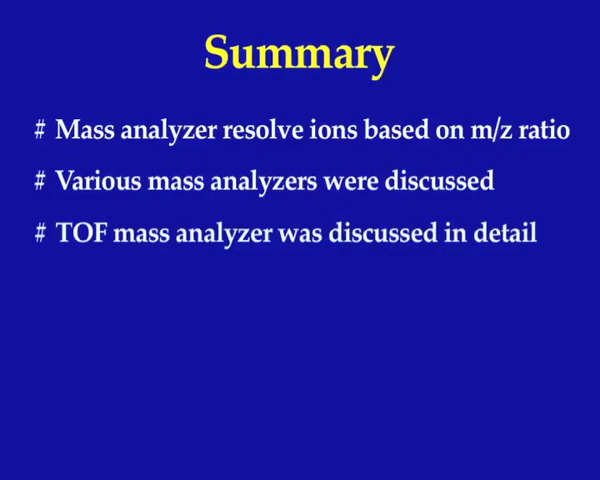 Summary
# Mass analyzer resolve ions based on m/z ratio
# Various mass analyzers were discussed
# TOF mass analyzer was discussed in detail